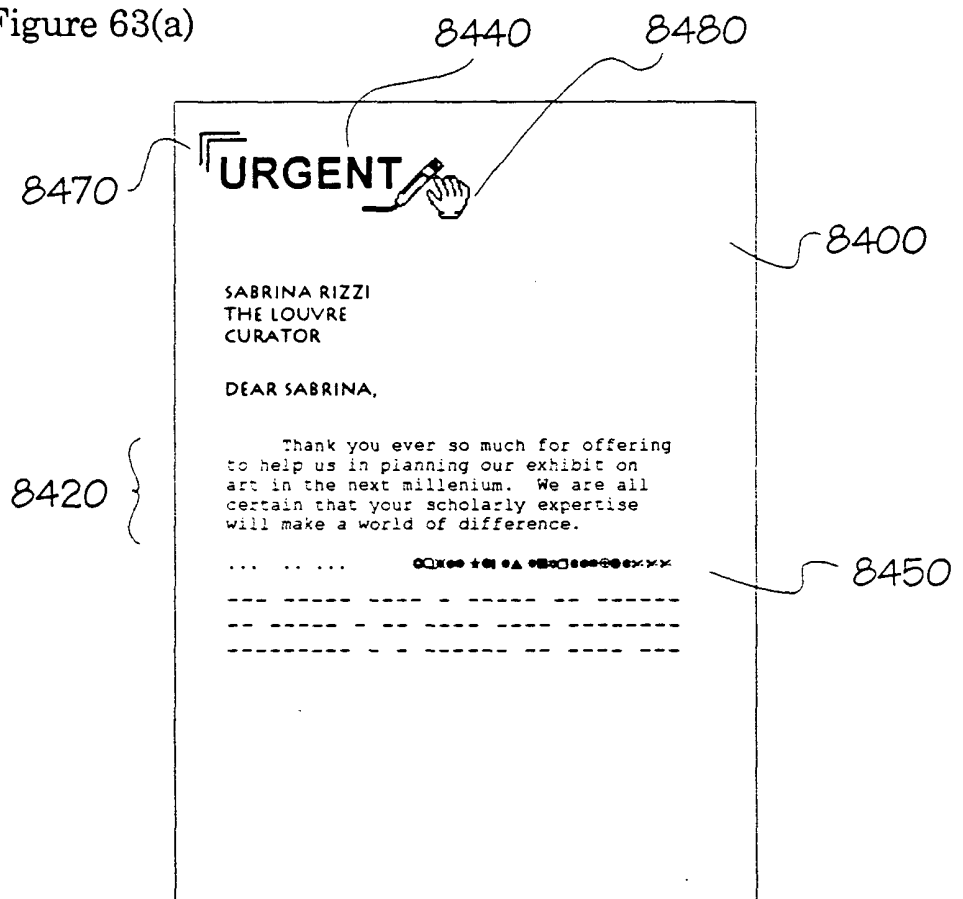 Figure 63(a)
8440
8480
URGENT
8470
8400
SABRINA RIZZI
THE LOUVRE
CURATOR
DEAR SABRINA,
Thank you ever so much for offering
to help us in planning our exhibit on
art in the next millenium. We are all
certain that your scholarly expertise
will make a world of difference.
8420
8450